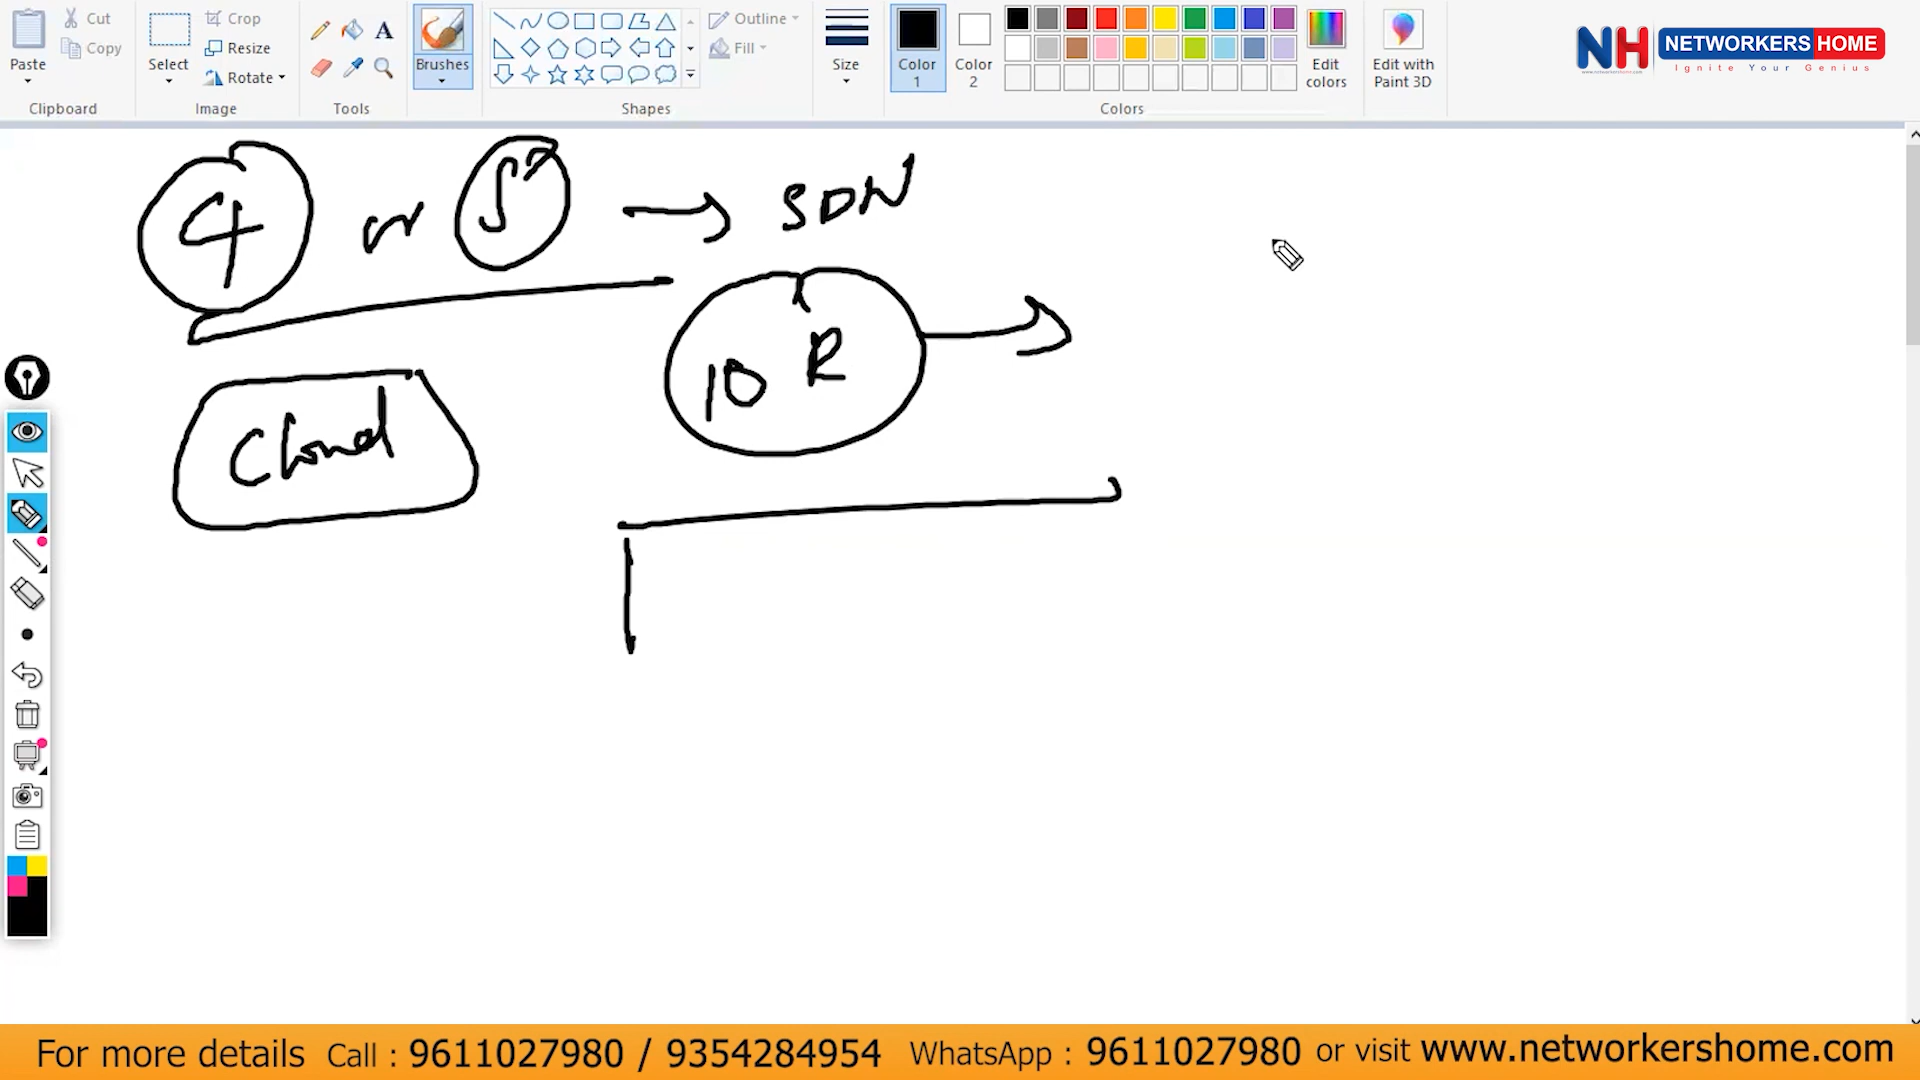 Paste
Cut
Copy
Clipboard
Select
Crop
Resize
Rotate
Image
Tools
Brushes
Shapes
Outline
Fill
Size
Color
1
Color
2
Colors
Edit
colors
Edit with
Paint 3D
NH NETWORKERS HOME
Ignite Your Genius
4 or 5 → SDN
10 R
Cloud
For more details Call : 9611027980 / 9354284954 WhatsApp : 9611027980 or visit www.networkershome.com